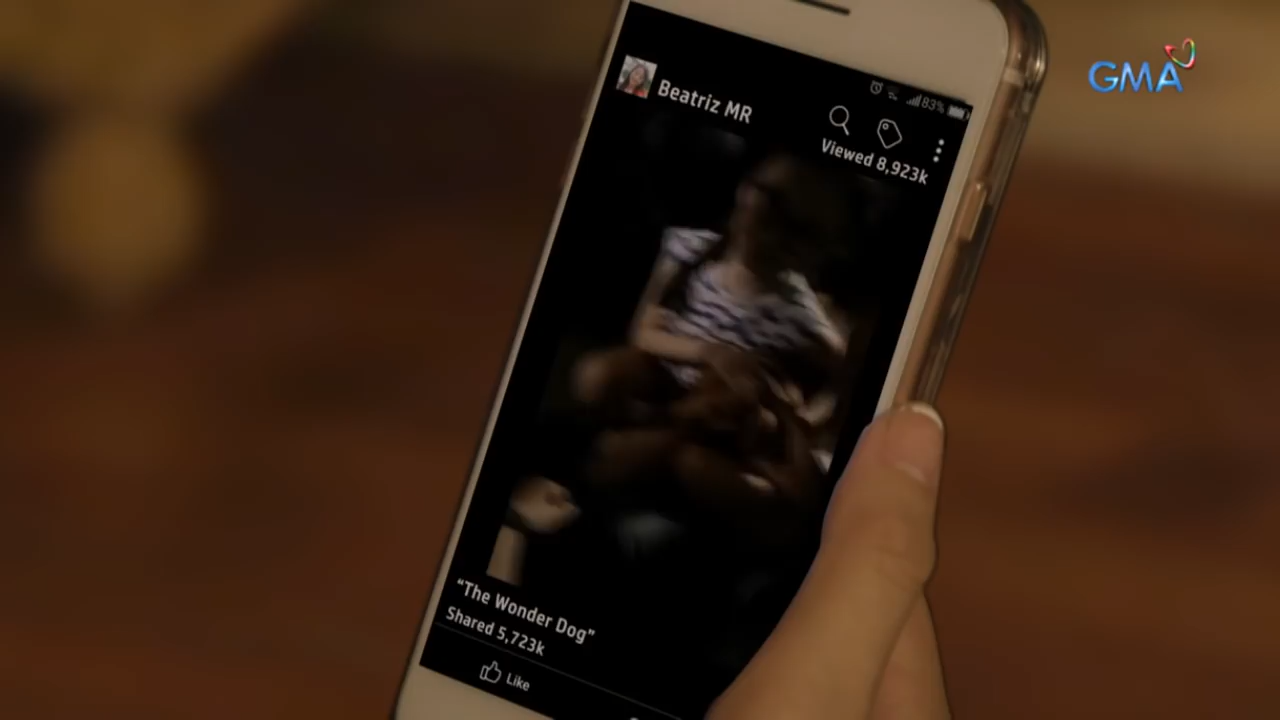 GMA
83%
Beatriz MR
Viewed 8,923k
"The Wonder Dog"
Shared 5,723k
Like